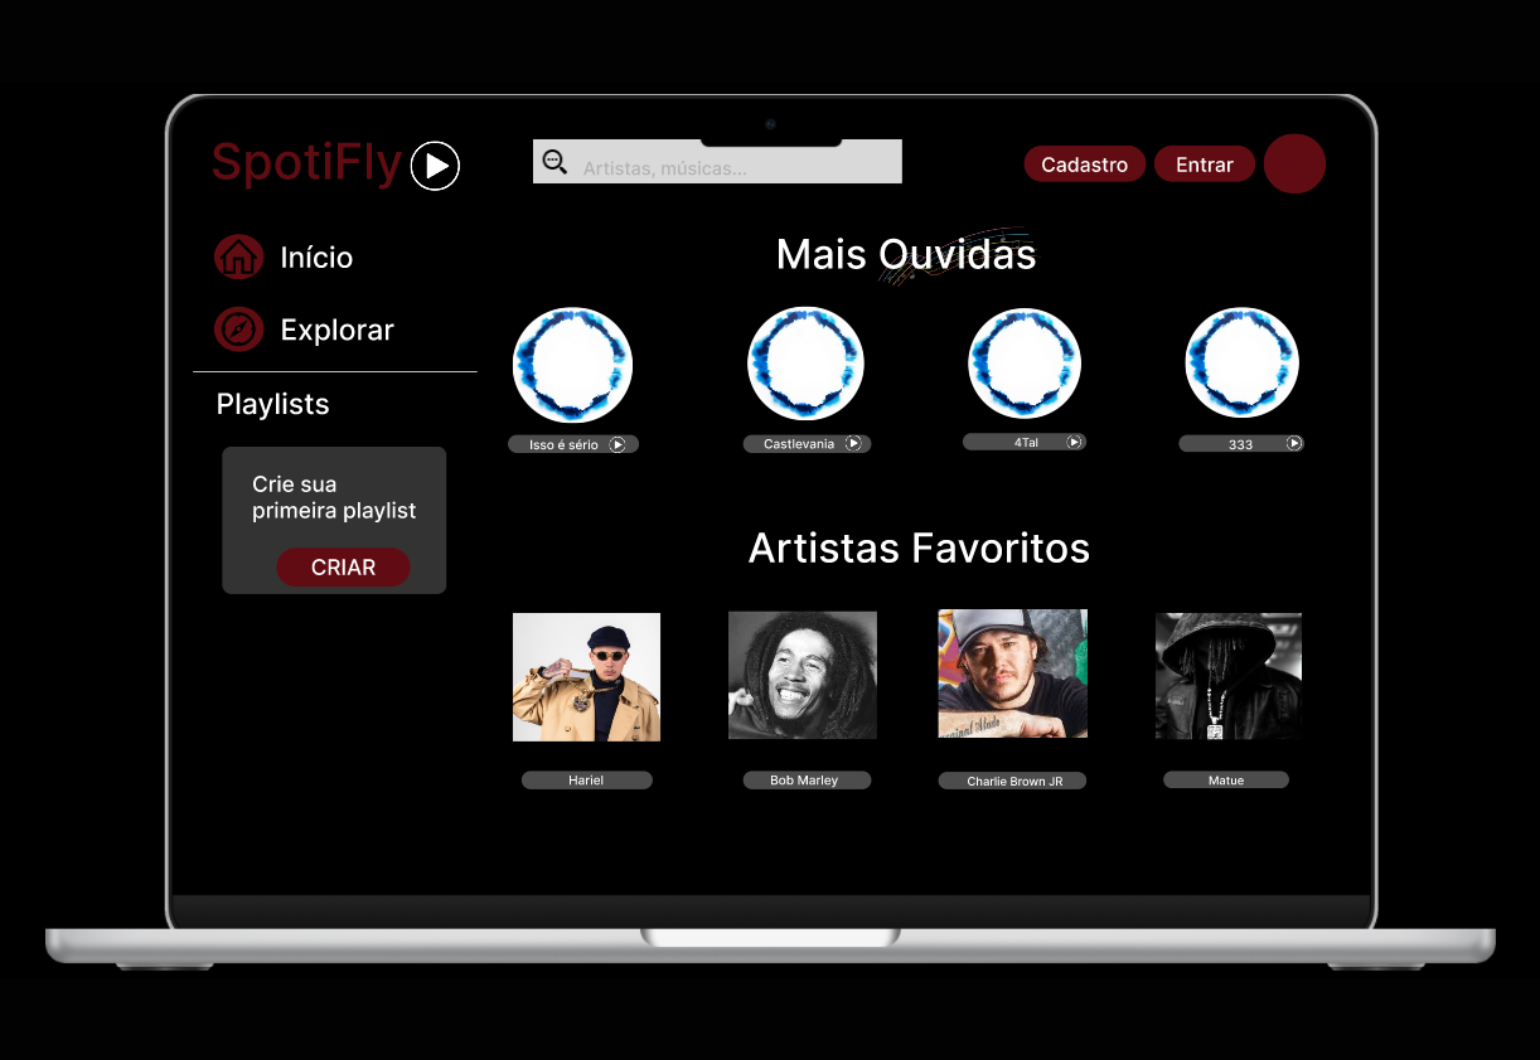 SpotiFly
Artistas, músicas...
Cadastro
Entrar
Início
Explorar
Playlists
Crie sua
primeira playlist
CRIAR
Mais Ouvidas
Isso é sério
Castlevania
4Tal
333
Artistas Favoritos
Hariel
Bob Marley
Charlie Brown JR
Matue